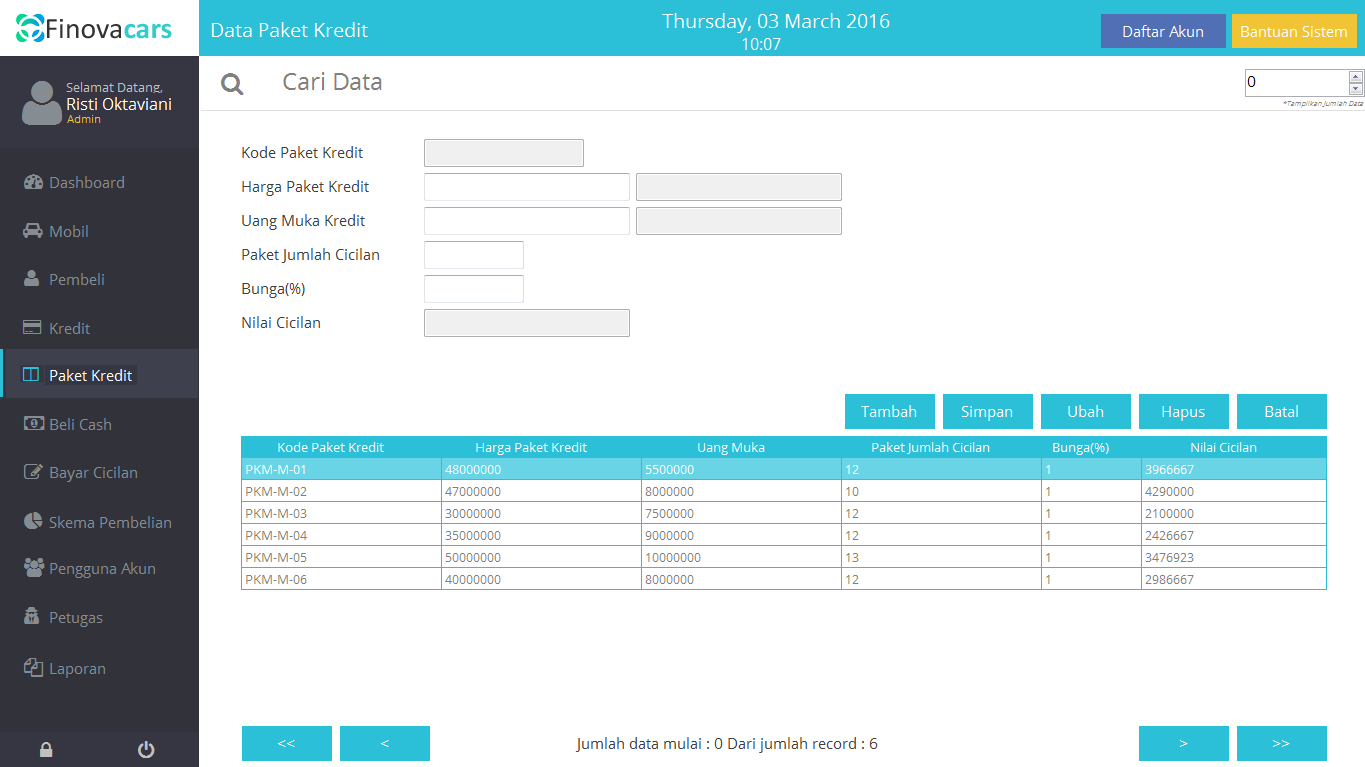 Finovacars
Data Paket Kredit
Thursday, 03 March 2016
10:07
Daftar Akun
Bantuan Sistem
Selamat Datang,
Risti Oktaviani
Admin
Cari Data
0
*Tampilkan Jumlah Data
Dashboard
Mobil
Pembeli
Kredit
Paket Kredit
Beli Cash
Bayar Cicilan
Skema Pembelian
Pengguna Akun
Petugas
Laporan
Kode Paket Kredit
Harga Paket Kredit
Uang Muka Kredit
Paket Jumlah Cicilan
Bunga(%)
Nilai Cicilan
Tambah Simpan Ubah Hapus Batal
Kode Paket Kredit Harga Paket Kredit Uang Muka Paket Jumlah Cicilan Bunga(%) Nilai Cicilan
PKM-M-01 48000000 5500000 12 1 3966667
PKM-M-02 47000000 8000000 10 1 4290000
PKM-M-03 30000000 7500000 12 1 2100000
PKM-M-04 35000000 9000000 12 1 2426667
PKM-M-05 50000000 10000000 13 1 3476923
PKM-M-06 40000000 8000000 12 1 2986667
<< < Jumlah data mulai : 0 Dari jumlah record : 6 > >>